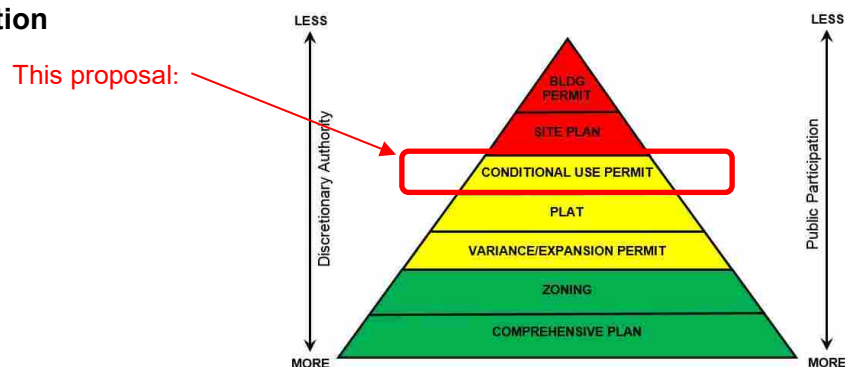 tion
This proposal:
LESS
Discretionary Authority
MORE
BLDG
PERMIT
SITE PLAN
CONDITIONAL USE PERMIT
PLAT
VARIANCE/EXPANSION PERMIT
ZONING
COMPREHENSIVE PLAN
LESS
Public Participation
MORE